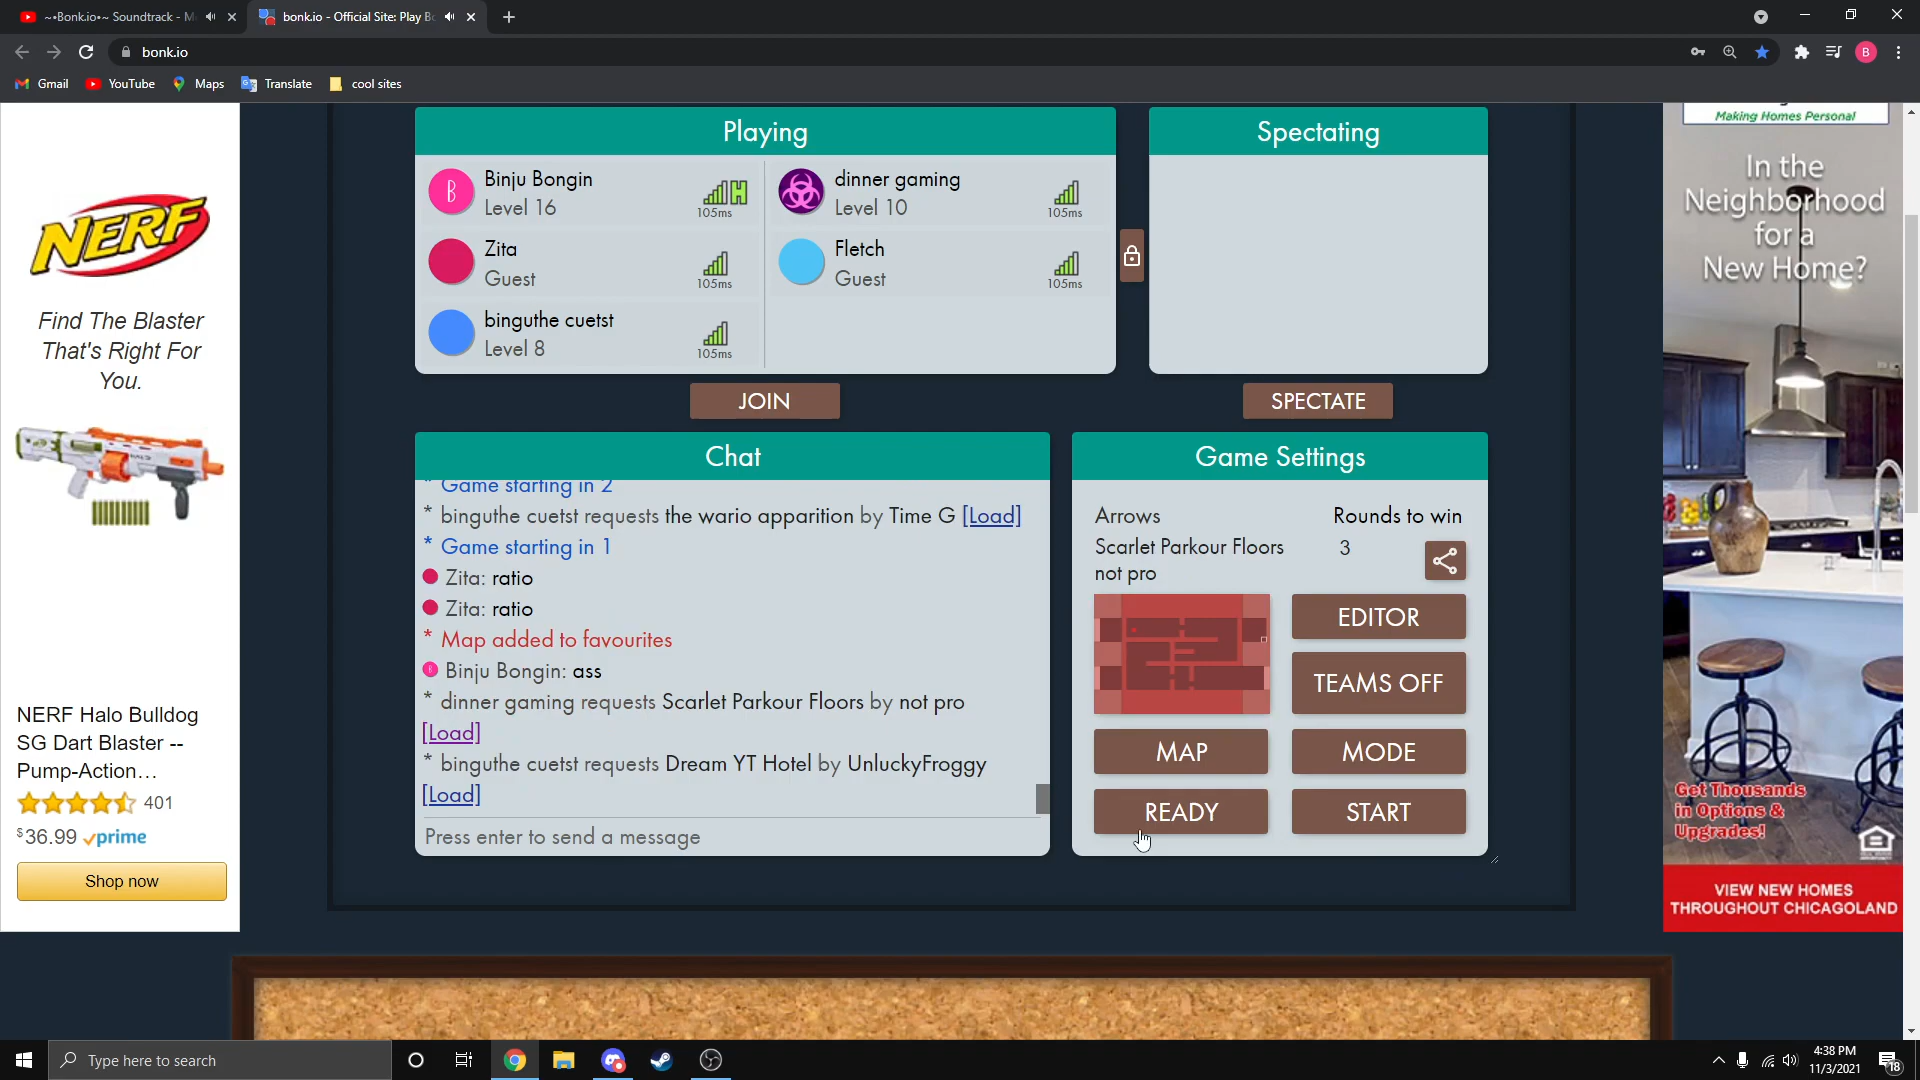 ~•Bonk.io•~ Soundtrack - M
bonk.io - Official Site: Play B
bonk.io
B
Gmail
YouTube
Maps
Translate
cool sites
NERF
Find The Blaster
That's Right For
You.
NERF Halo Bulldog
SG Dart Blaster --
Pump-Action…
401
$36.99 prime
Shop now
Playing
B
Binju Bongin
Level 16
H
105ms
dinner gaming
Level 10
105ms
Zita
Guest
105ms
Fletch
Guest
105ms
binguthe cuetst
Level 8
105ms
Spectating
JOIN
SPECTATE
Chat
* Game starting in 2
* binguthe cuetst requests the wario apparition by Time G [Load]
* Game starting in 1
Zita: ratio
Zita: ratio
* Map added to favourites
Binju Bongin: ass
* dinner gaming requests Scarlet Parkour Floors by not pro
[Load]
* binguthe cuetst requests Dream YT Hotel by UnluckyFroggy
[Load]
Press enter to send a message
Game Settings
Arrows
Rounds to win
Scarlet Parkour Floors
not pro
3
EDITOR
TEAMS OFF
MAP
MODE
READY
START
Making Homes Personal
In the
Neighborhood
for a
New Home?
Get Thousands
in Options &
Upgrades!
VIEW NEW HOMES
THROUGHOUT CHICAGOLAND
Type here to search
4:38 PM
11/3/2021
18